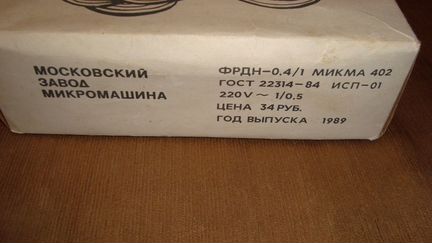 МОСКОВСКИЙ
ЗАВОД
МИКРОМАШИНА
ФРДН-0.4/1 МИКМА 402
ГОСТ 22314-84 ИСП-01
220V ~ 1/0.5
ЦЕНА 34 РУБ.
ГОД ВЫПУСКА 1989